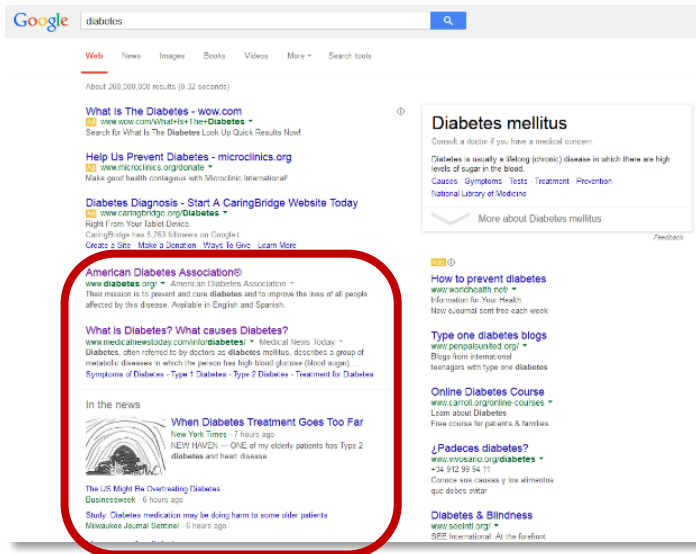 Google diabetes
Web News Images Books Videos More Search tools
About 260,000,000 results (0.32 seconds)
What Is The Diabetes - wow.com
Ad www.wow.com/What+Is+The+Diabetes
Search for What Is The Diabetes Look Up Quick Results Now!
Help Us Prevent Diabetes - microclinics.org
Ad www.microclinics.org/donate
Make good health contagious with Microclinic International!
Diabetes Diagnosis - Start A CaringBridge Website Today
Ad www.caringbridge.org/Diabetes
Right From Your Tablet Device.
CaringBridge has 5,763 followers on Google+
Create a Site - Make a Donation - Ways To Give - Learn More
American Diabetes Association®
www.diabetes.org/ American Diabetes Association
Their mission is to prevent and cure diabetes and to improve the lives of all people
affected by this disease. Available in English and Spanish.
What is Diabetes? What causes Diabetes?
www.medicalnewstoday.com/info/diabetes/ Medical News Today
Diabetes, often referred to by doctors as diabetes mellitus, describes a group of
metabolic diseases in which the person has high blood glucose (blood sugar),
Symptoms of Diabetes - Type 1 Diabetes - Type 2 Diabetes - Treatment for Diabetes
In the news
When Diabetes Treatment Goes Too Far
New York Times - 7 hours ago
NEW HAVEN — ONE of my elderly patients has Type 2
diabetes and heart disease
The US Might Be Overtreating Diabetes
Businessweek - 6 hours ago
Study: Diabetes medication may be doing harm to some older patients
Milwaukee Journal Sentinel - 6 hours ago
Diabetes mellitus
Consult a doctor if you have a medical concern.
Diabetes is usually a lifelong (chronic) disease in which there are high
levels of sugar in the blood.
Causes Symptoms Tests Treatment Prevention
National Library of Medicine
More about Diabetes mellitus
Feedback
Ads
How to prevent diabetes
www.worldhealth.net/
Information for Your Health.
New eJournal sent free each week
Type one diabetes blogs
www.penpalsunited.org/
Blogs from international
teenagers with type one diabetes
Online Diabetes Course
www.carroll.org/online-courses
Learn about Diabetes
Free course for patients & families
¿Padeces diabetes?
www.vivosano.org/diabetes
+34 912 99 94 11
Conoce sus causas y los alimentos
que debes evitar
Diabetes & Blindness
www.seeintl.org/
SEE International. At the forefront